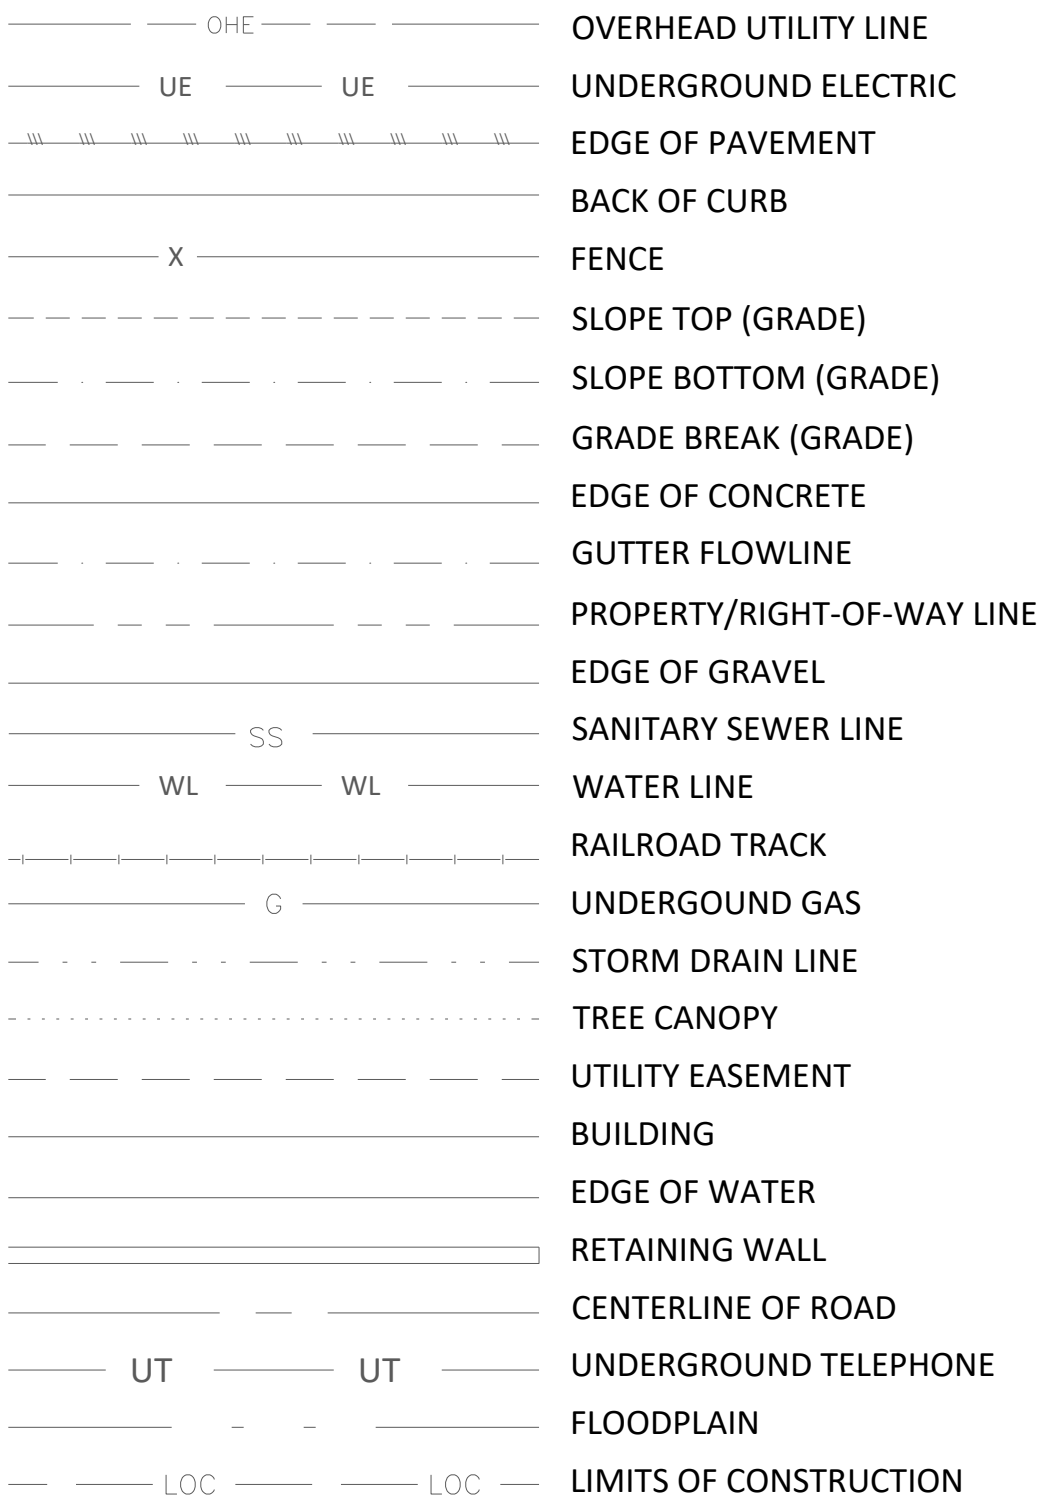 OHE OVERHEAD UTILITY LINE
UE UE UNDERGROUND ELECTRIC
EDGE OF PAVEMENT
BACK OF CURB
X FENCE
SLOPE TOP (GRADE)
SLOPE BOTTOM (GRADE)
GRADE BREAK (GRADE)
EDGE OF CONCRETE
GUTTER FLOWLINE
PROPERTY/RIGHT-OF-WAY LINE
EDGE OF GRAVEL
SS SANITARY SEWER LINE
WL WL WATER LINE
RAILROAD TRACK
G UNDERGOUND GAS
STORM DRAIN LINE
TREE CANOPY
UTILITY EASEMENT
BUILDING
EDGE OF WATER
RETAINING WALL
CENTERLINE OF ROAD
UT UT UNDERGROUND TELEPHONE
FLOODPLAIN
LOC LOC LIMITS OF CONSTRUCTION